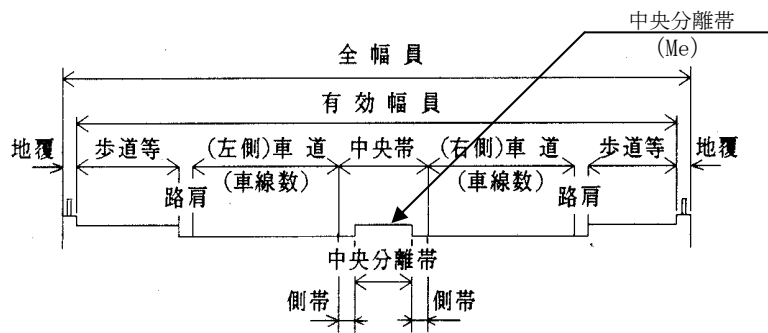 中央分離帯
(Me)
全幅員
有効幅員
地覆 歩道等 (左側)車道 中央帯 (右側)車道 歩道等 地覆
路肩 (車線数) (車線数) 路肩
中央分離帯
側帯 側帯